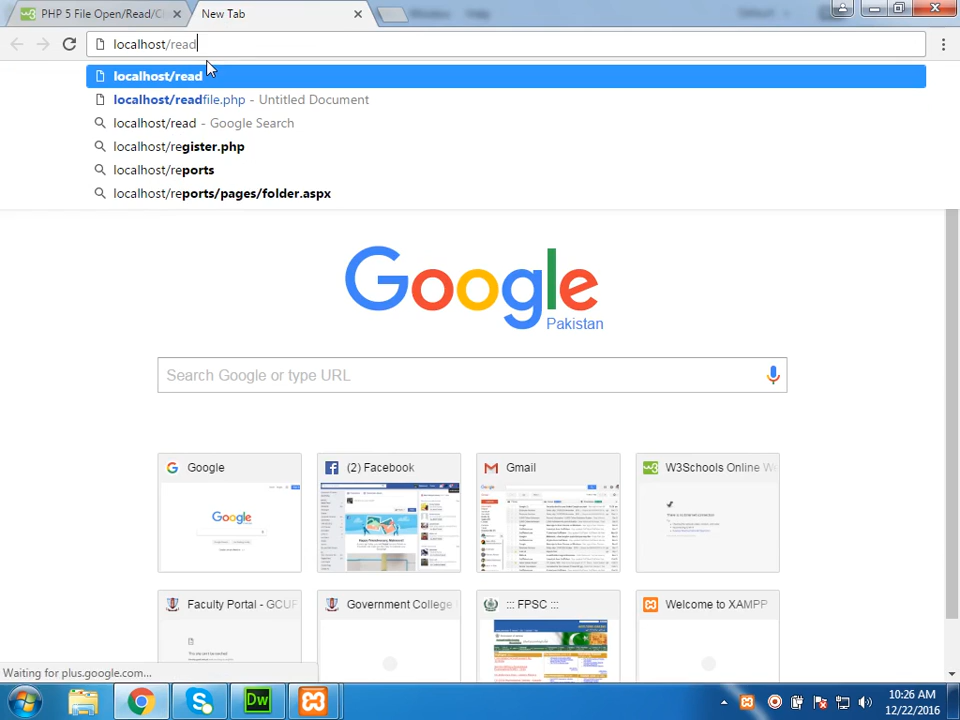 PHP 5 File Open/Read/C
New Tab
localhost/read
localhost/read
localhost/readfile.php - Untitled Document
localhost/read - Google Search
localhost/register.php
localhost/reports
localhost/reports/pages/folder.aspx
Google
Pakistan
Search Google or type URL
Google
(2) Facebook
Gmail
W3Schools Online W
Faculty Portal - GCUF
Government College
::: FPSC :::
Welcome to XAMPP
Waiting for plus.google.com...
Dw
10:26 AM
12/22/2016